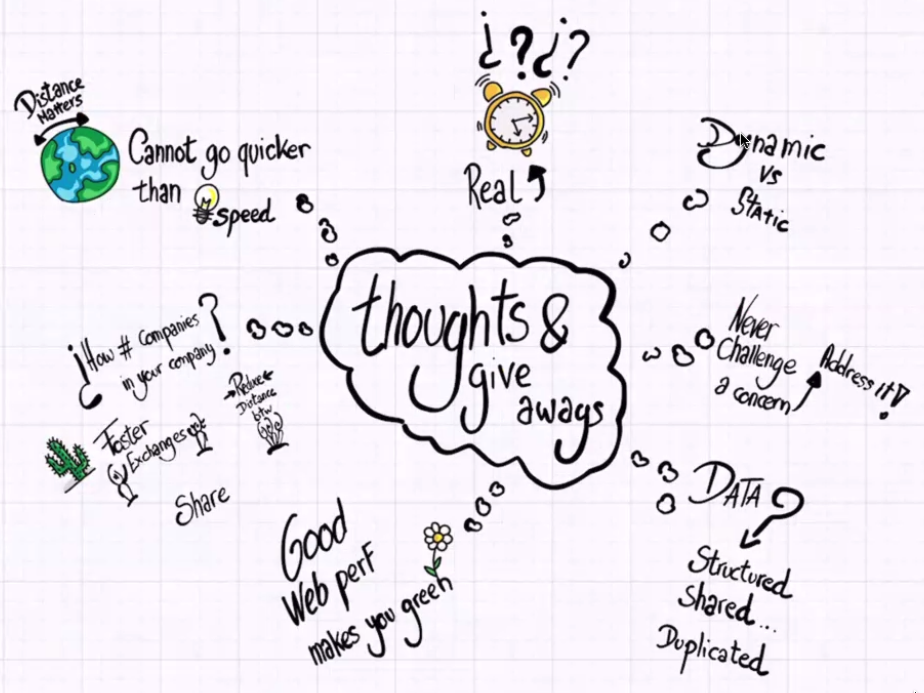 Distance
Matters
Cannot go quicker
than
speed
¿?¿?
Real
Dynamic
vs
Static
thoughts &
give
aways
¿How # Companies
in your company?
Foster
Exchanges
Share
→Reduce←
Distance
btw
Never
Challenge
a concern
Address it!
DATA?
Structured
Shared...
Duplicated
Good
Web perf
makes you green